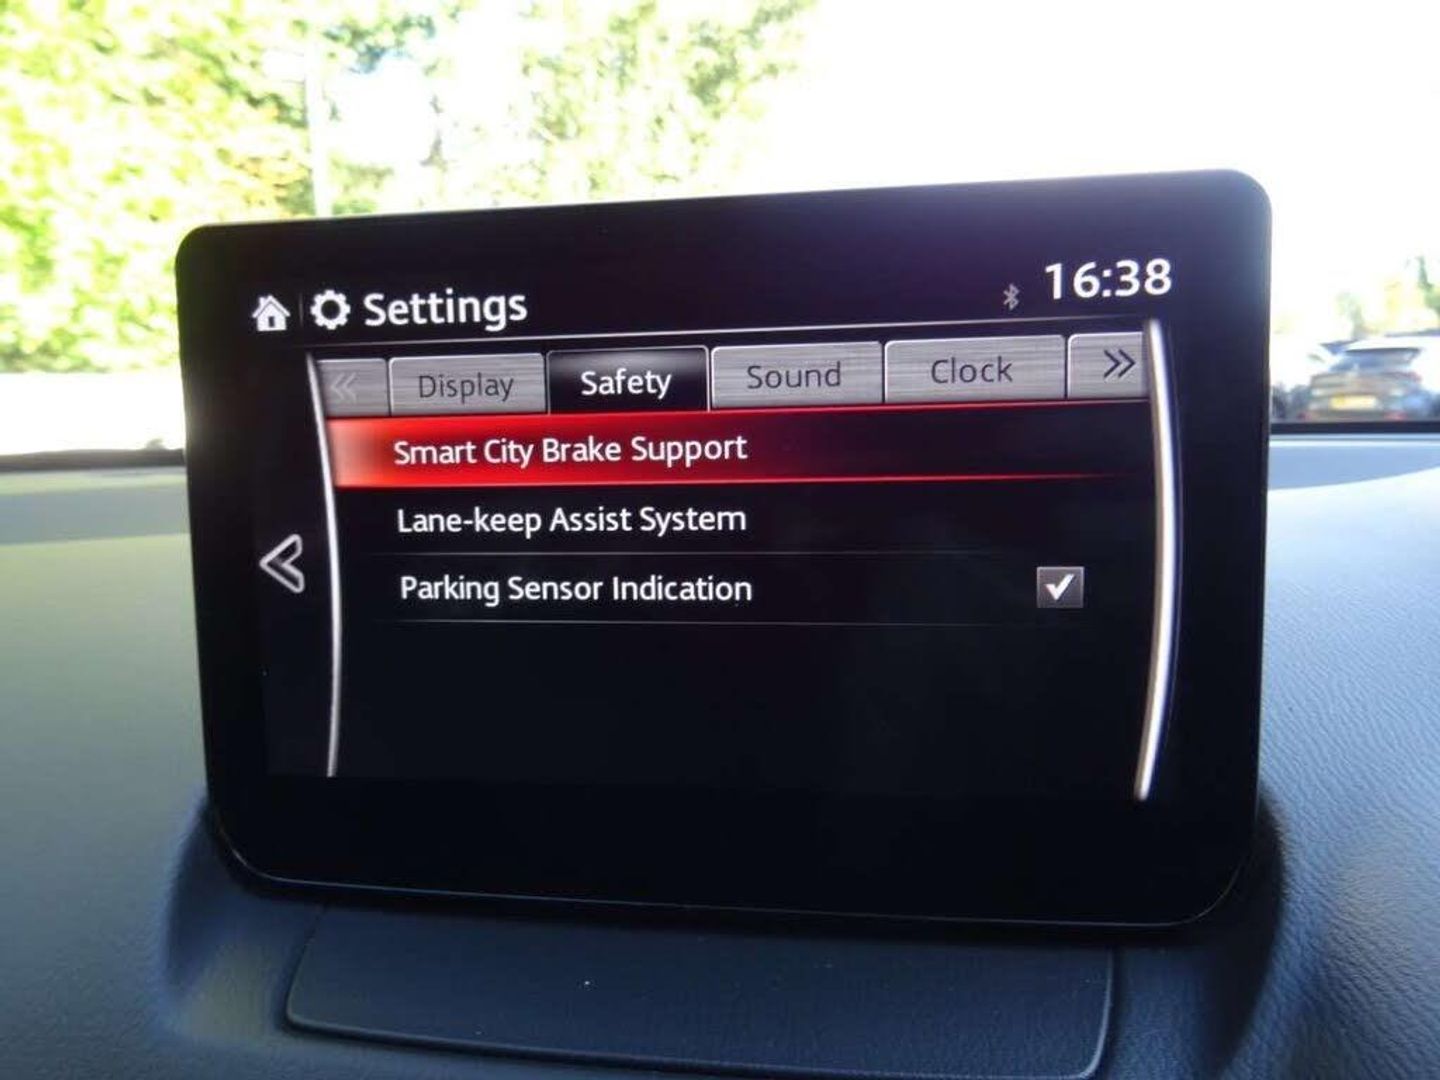 Settings
16:38
Display Safety Sound Clock
Smart City Brake Support
Lane-keep Assist System
Parking Sensor Indication